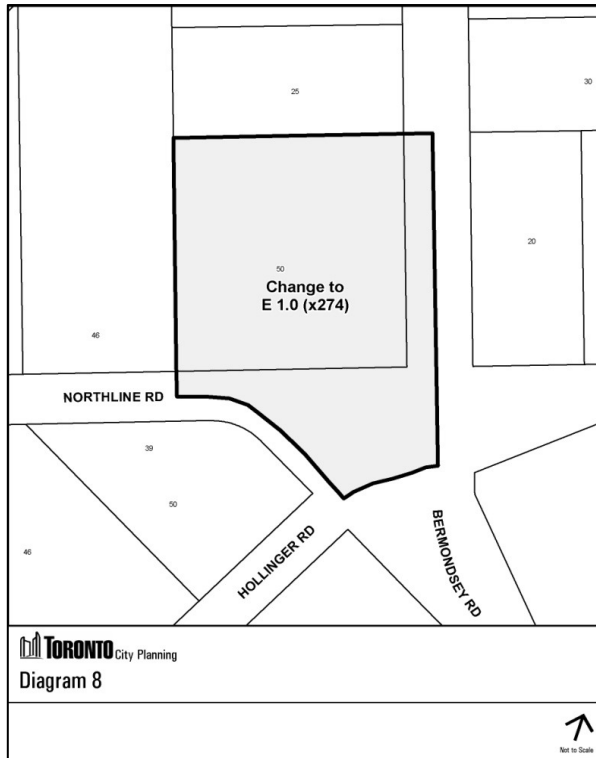 25
30
20
50
Change to
E 1.0 (x274)
46
NORTHLINE RD
39
50
46
HOLLINGER RD
BERMONDSEY RD
TORONTO City Planning
Diagram 8
Not to Scale